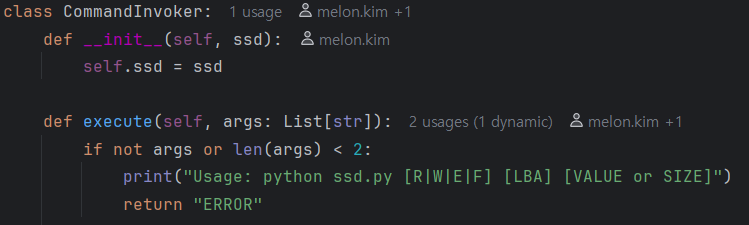 class CommandInvoker: 1 usage melon.kim +1
    def __init__(self, ssd): melon.kim
        self.ssd = ssd
    def execute(self, args: List[str]): 2 usages (1 dynamic) melon.kim +1
        if not args or len(args) < 2:
            print("Usage: python ssd.py [R|W|E|F] [LBA] [VALUE or SIZE]")
            return "ERROR"